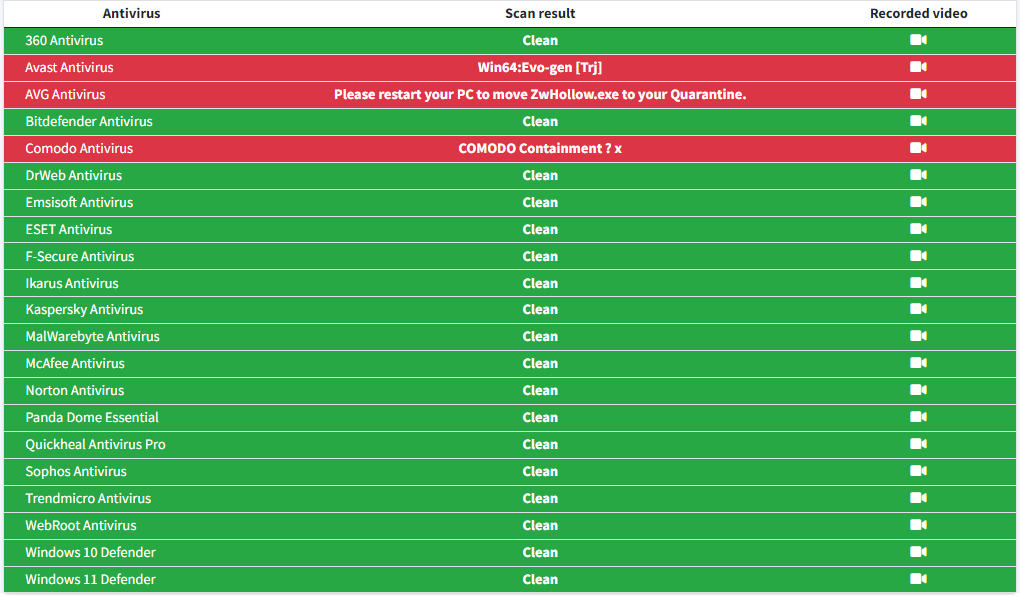 Antivirus Scan result Recorded video
360 Antivirus Clean
Avast Antivirus Win64:Evo-gen [Trj]
AVG Antivirus Please restart your PC to move ZwHollow.exe to your Quarantine.
Bitdefender Antivirus Clean
Comodo Antivirus COMODO Containment ? x
DrWeb Antivirus Clean
Emsisoft Antivirus Clean
ESET Antivirus Clean
F-Secure Antivirus Clean
Ikarus Antivirus Clean
Kaspersky Antivirus Clean
MalWarebyte Antivirus Clean
McAfee Antivirus Clean
Norton Antivirus Clean
Panda Dome Essential Clean
Quickheal Antivirus Pro Clean
Sophos Antivirus Clean
Trendmicro Antivirus Clean
WebRoot Antivirus Clean
Windows 10 Defender Clean
Windows 11 Defender Clean